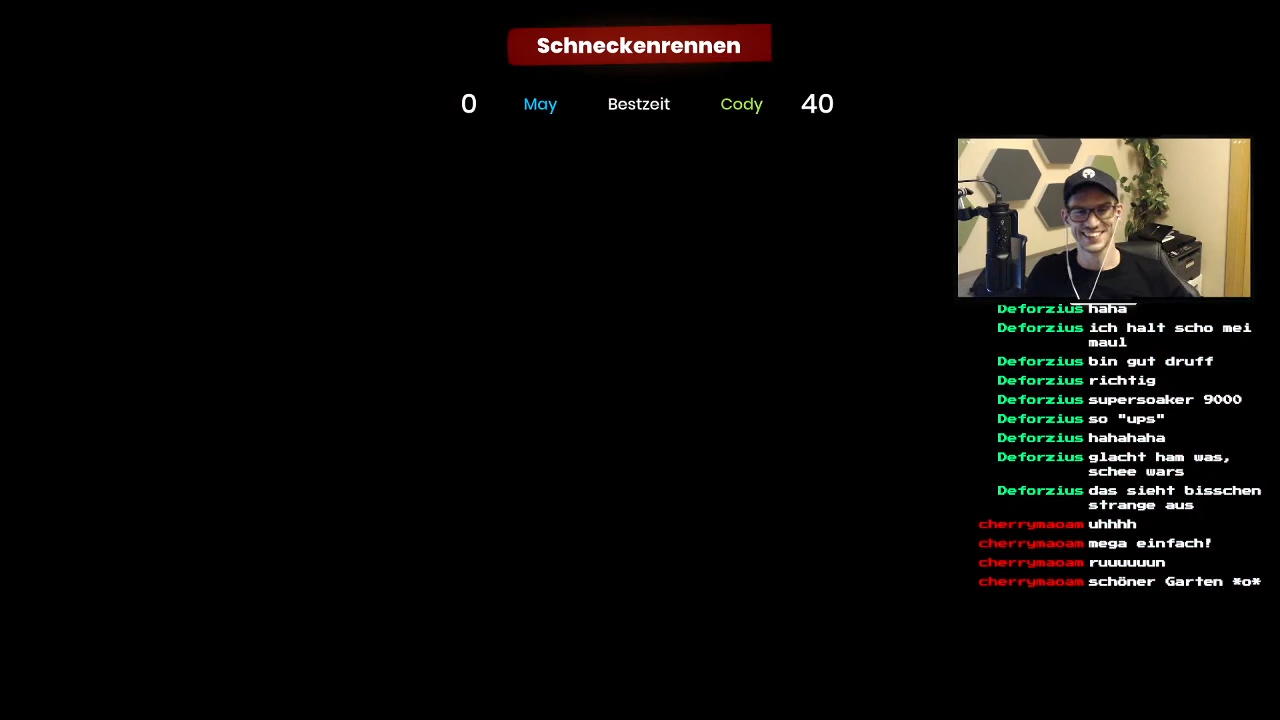 Schneckenrennen
0 May Bestzeit Cody 40
Deforzius haha
Deforzius ich halt scho mei
maul
Deforzius bin gut druff
Deforzius richtig
Deforzius supersoaker 9000
Deforzius so "ups"
Deforzius hahahaha
Deforzius glacht ham was,
schee wars
Deforzius das sieht bisschen
strange aus
cherrymaoam uhhhh
cherrymaoam mega einfach!
cherrymaoam ruuuuuun
cherrymaoam schöner Garten *o*